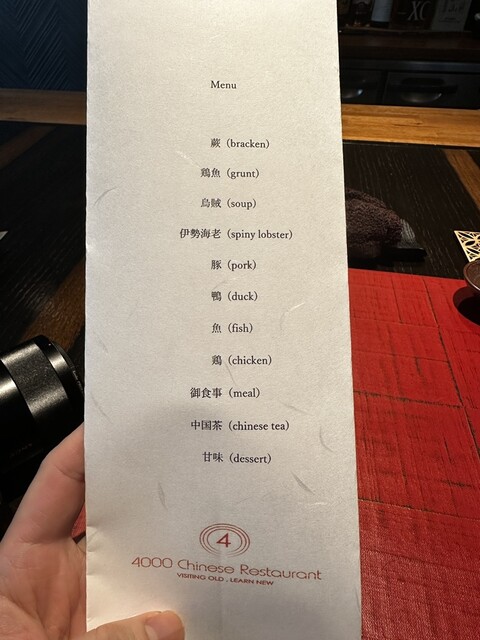 Menu
蕨（bracken）
鶏魚（grunt）
烏賊（soup）
伊勢海老（spiny lobster）
豚（pork）
鴨（duck）
魚（fish）
鶏（chicken）
御食事（meal）
中国茶（chinese tea）
甘味（dessert）
4
4000 Chinese Restaurant
VISITING OLD , LEARN NEW